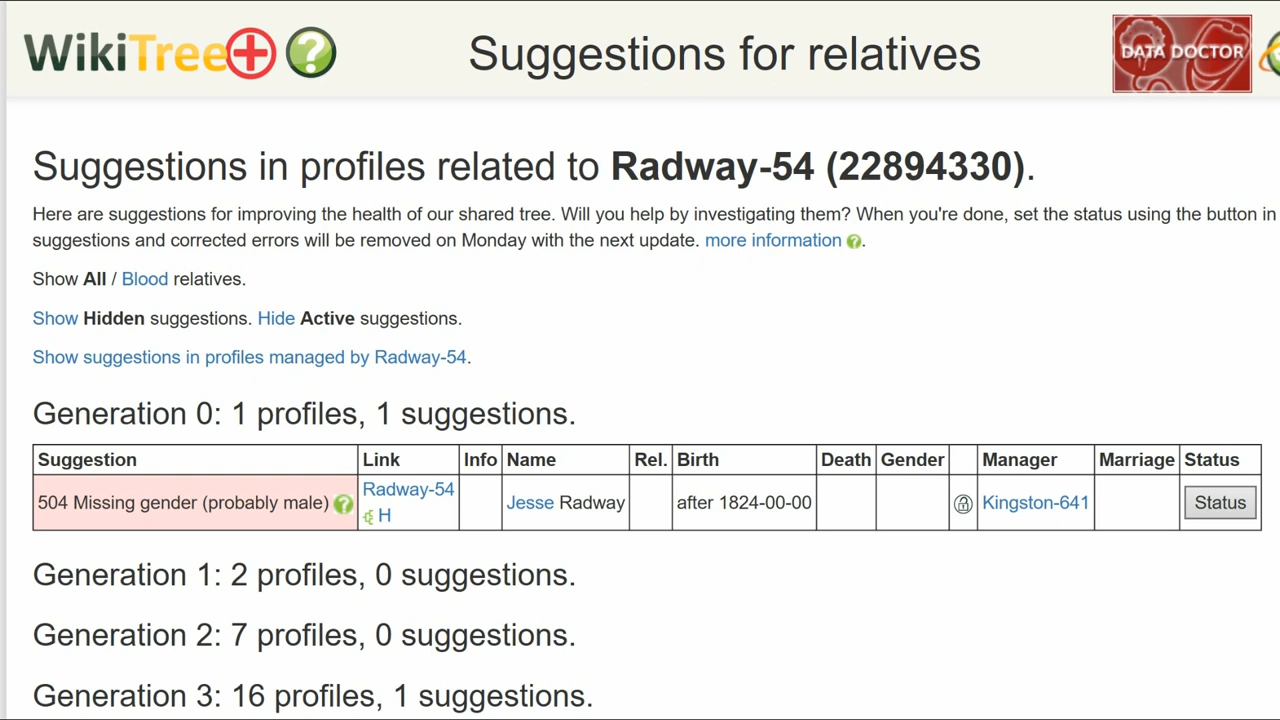 WikiTree+ ?
Suggestions for relatives
DATA DOCTOR
Suggestions in profiles related to Radway-54 (22894330).
Here are suggestions for improving the health of our shared tree. Will you help by investigating them? When you're done, set the status using the button in
suggestions and corrected errors will be removed on Monday with the next update. more information ?.
Show All / Blood relatives.
Show Hidden suggestions. Hide Active suggestions.
Show suggestions in profiles managed by Radway-54.
Generation 0: 1 profiles, 1 suggestions.
Suggestion Link Info Name Rel. Birth Death Gender Manager Marriage Status
504 Missing gender (probably male) ? Radway-54 H Jesse Radway after 1824-00-00 Kingston-641 Status
Generation 1: 2 profiles, 0 suggestions.
Generation 2: 7 profiles, 0 suggestions.
Generation 3: 16 profiles, 1 suggestions.